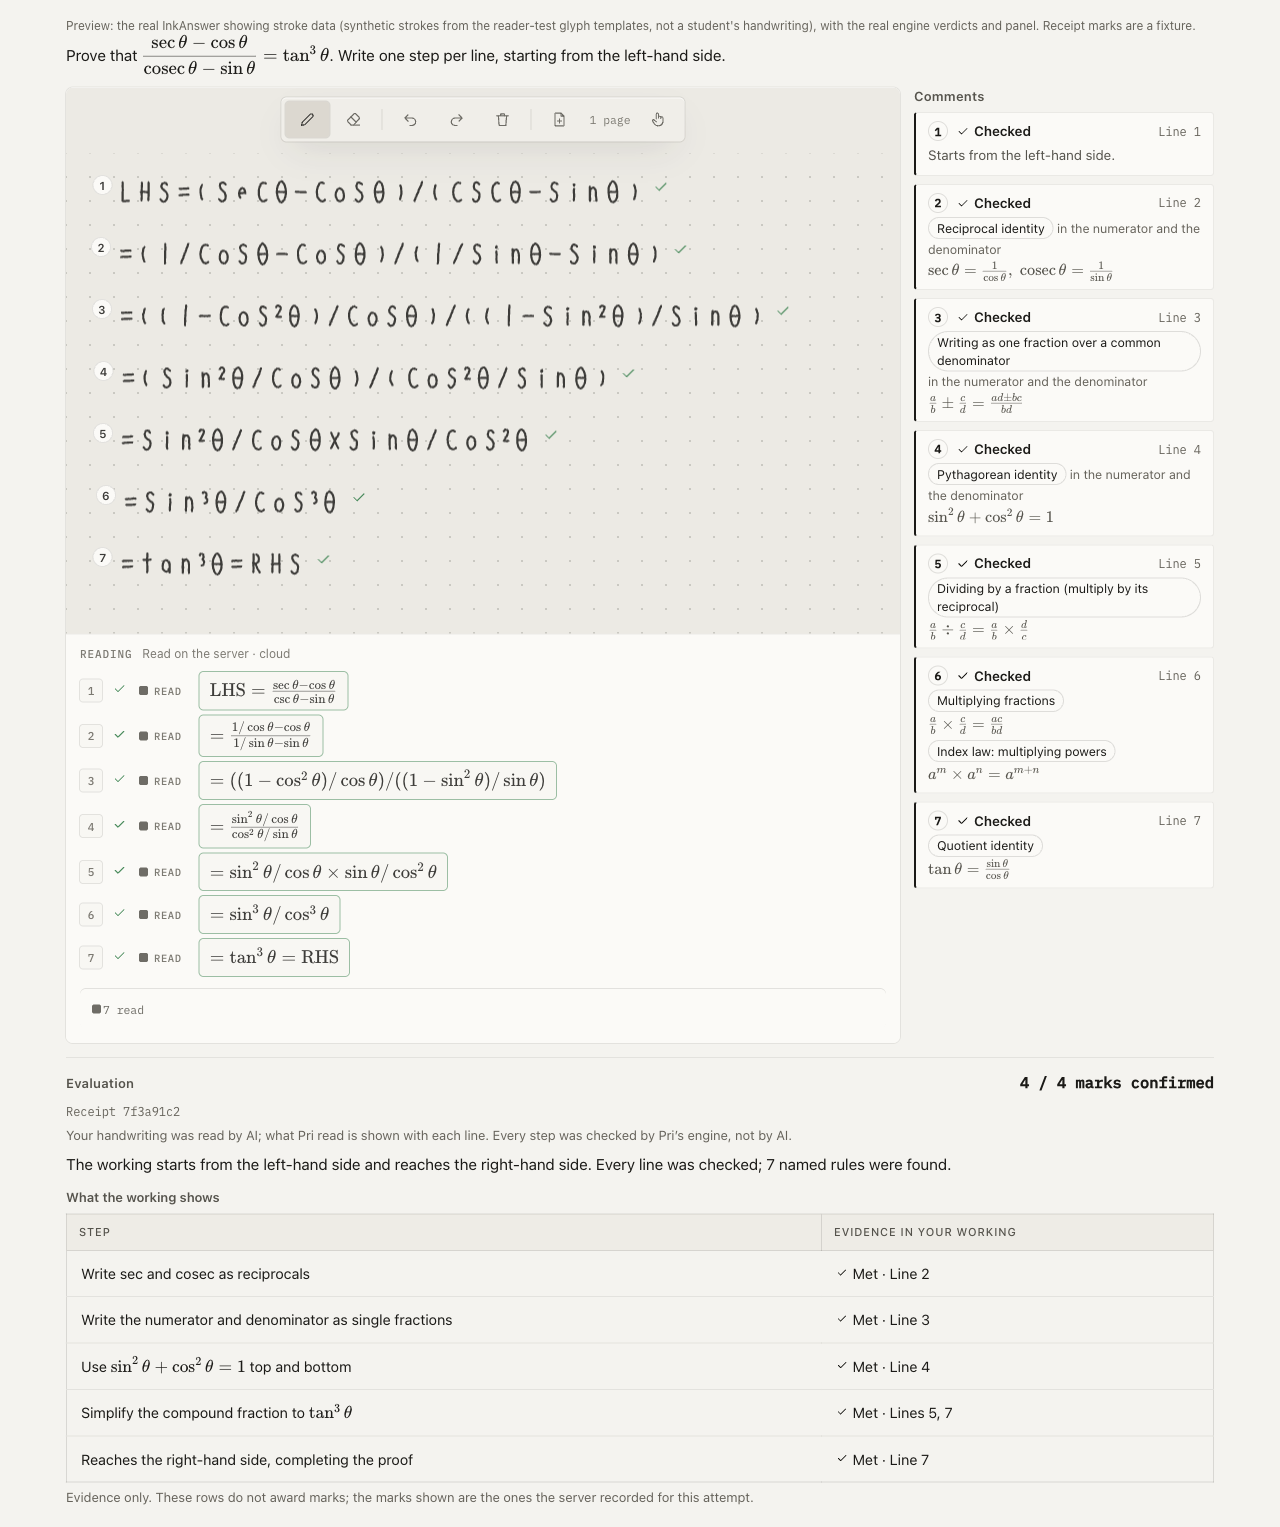 Preview: the real InkAnswer showing stroke data (synthetic strokes from the reader-test glyph templates, not a student's handwriting), with the real engine verdicts and panel. Receipt marks are a fixture.
Prove that (sec θ − cos θ)/(cosec θ − sin θ) = tan³ θ. Write one step per line, starting from the left-hand side.
1 page
1 LHS=(SeCθ-CoSθ)/(CSCθ-Sinθ) ✓
2 =(1/CoSθ-CoSθ)/(1/Sinθ-Sinθ) ✓
3 =((1-CoS²θ)/CoSθ)/((1-Sin²θ)/Sinθ) ✓
4 =(Sin²θ/CoSθ)/(CoS²θ/Sinθ) ✓
5 =Sin²θ/CoSθxSinθ/CoS²θ ✓
6 =Sin³θ/CoS³θ ✓
7 =tan³θ=RHS ✓
READING Read on the server · cloud
1 ✓ READ LHS = (sec θ−cos θ)/(csc θ−sin θ)
2 ✓ READ = (1/ cos θ−cos θ)/(1/ sin θ−sin θ)
3 ✓ READ = ((1 − cos² θ)/ cos θ)/((1 − sin² θ)/ sin θ)
4 ✓ READ = (sin² θ/ cos θ)/(cos² θ/ sin θ)
5 ✓ READ = sin² θ/ cos θ × sin θ/ cos² θ
6 ✓ READ = sin³ θ/ cos³ θ
7 ✓ READ = tan³ θ = RHS
7 read
Comments
1 ✓ Checked Line 1
Starts from the left-hand side.
2 ✓ Checked Line 2
Reciprocal identity in the numerator and the
denominator
sec θ = 1/cos θ, cosec θ = 1/sin θ
3 ✓ Checked Line 3
Writing as one fraction over a common
denominator
in the numerator and the denominator
a/b ± c/d = (ad±bc)/bd
4 ✓ Checked Line 4
Pythagorean identity in the numerator and
the denominator
sin² θ + cos² θ = 1
5 ✓ Checked Line 5
Dividing by a fraction (multiply by its
reciprocal)
a/b ÷ c/d = a/b × d/c
6 ✓ Checked Line 6
Multiplying fractions
a/b × c/d = ac/bd
Index law: multiplying powers
aᵐ × aⁿ = aᵐ⁺ⁿ
7 ✓ Checked Line 7
Quotient identity
tan θ = sin θ/cos θ
Evaluation 4 / 4 marks confirmed
Receipt 7f3a91c2
Your handwriting was read by AI; what Pri read is shown with each line. Every step was checked by Pri's engine, not by AI.
The working starts from the left-hand side and reaches the right-hand side. Every line was checked; 7 named rules were found.
What the working shows
STEP EVIDENCE IN YOUR WORKING
Write sec and cosec as reciprocals ✓ Met · Line 2
Write the numerator and denominator as single fractions ✓ Met · Line 3
Use sin² θ + cos² θ = 1 top and bottom ✓ Met · Line 4
Simplify the compound fraction to tan³ θ ✓ Met · Lines 5, 7
Reaches the right-hand side, completing the proof ✓ Met · Line 7
Evidence only. These rows do not award marks; the marks shown are the ones the server recorded for this attempt.